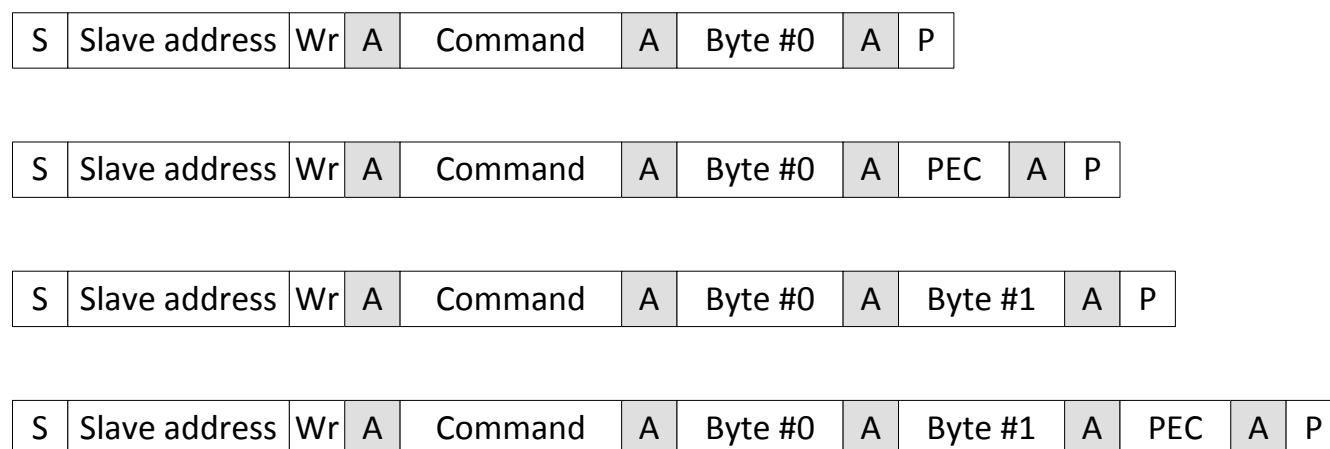 S Slave address Wr A Command A Byte #0 A P
S Slave address Wr A Command A Byte #0 A PEC A P
S Slave address Wr A Command A Byte #0 A Byte #1 A P
S Slave address Wr A Command A Byte #0 A Byte #1 A PEC A P